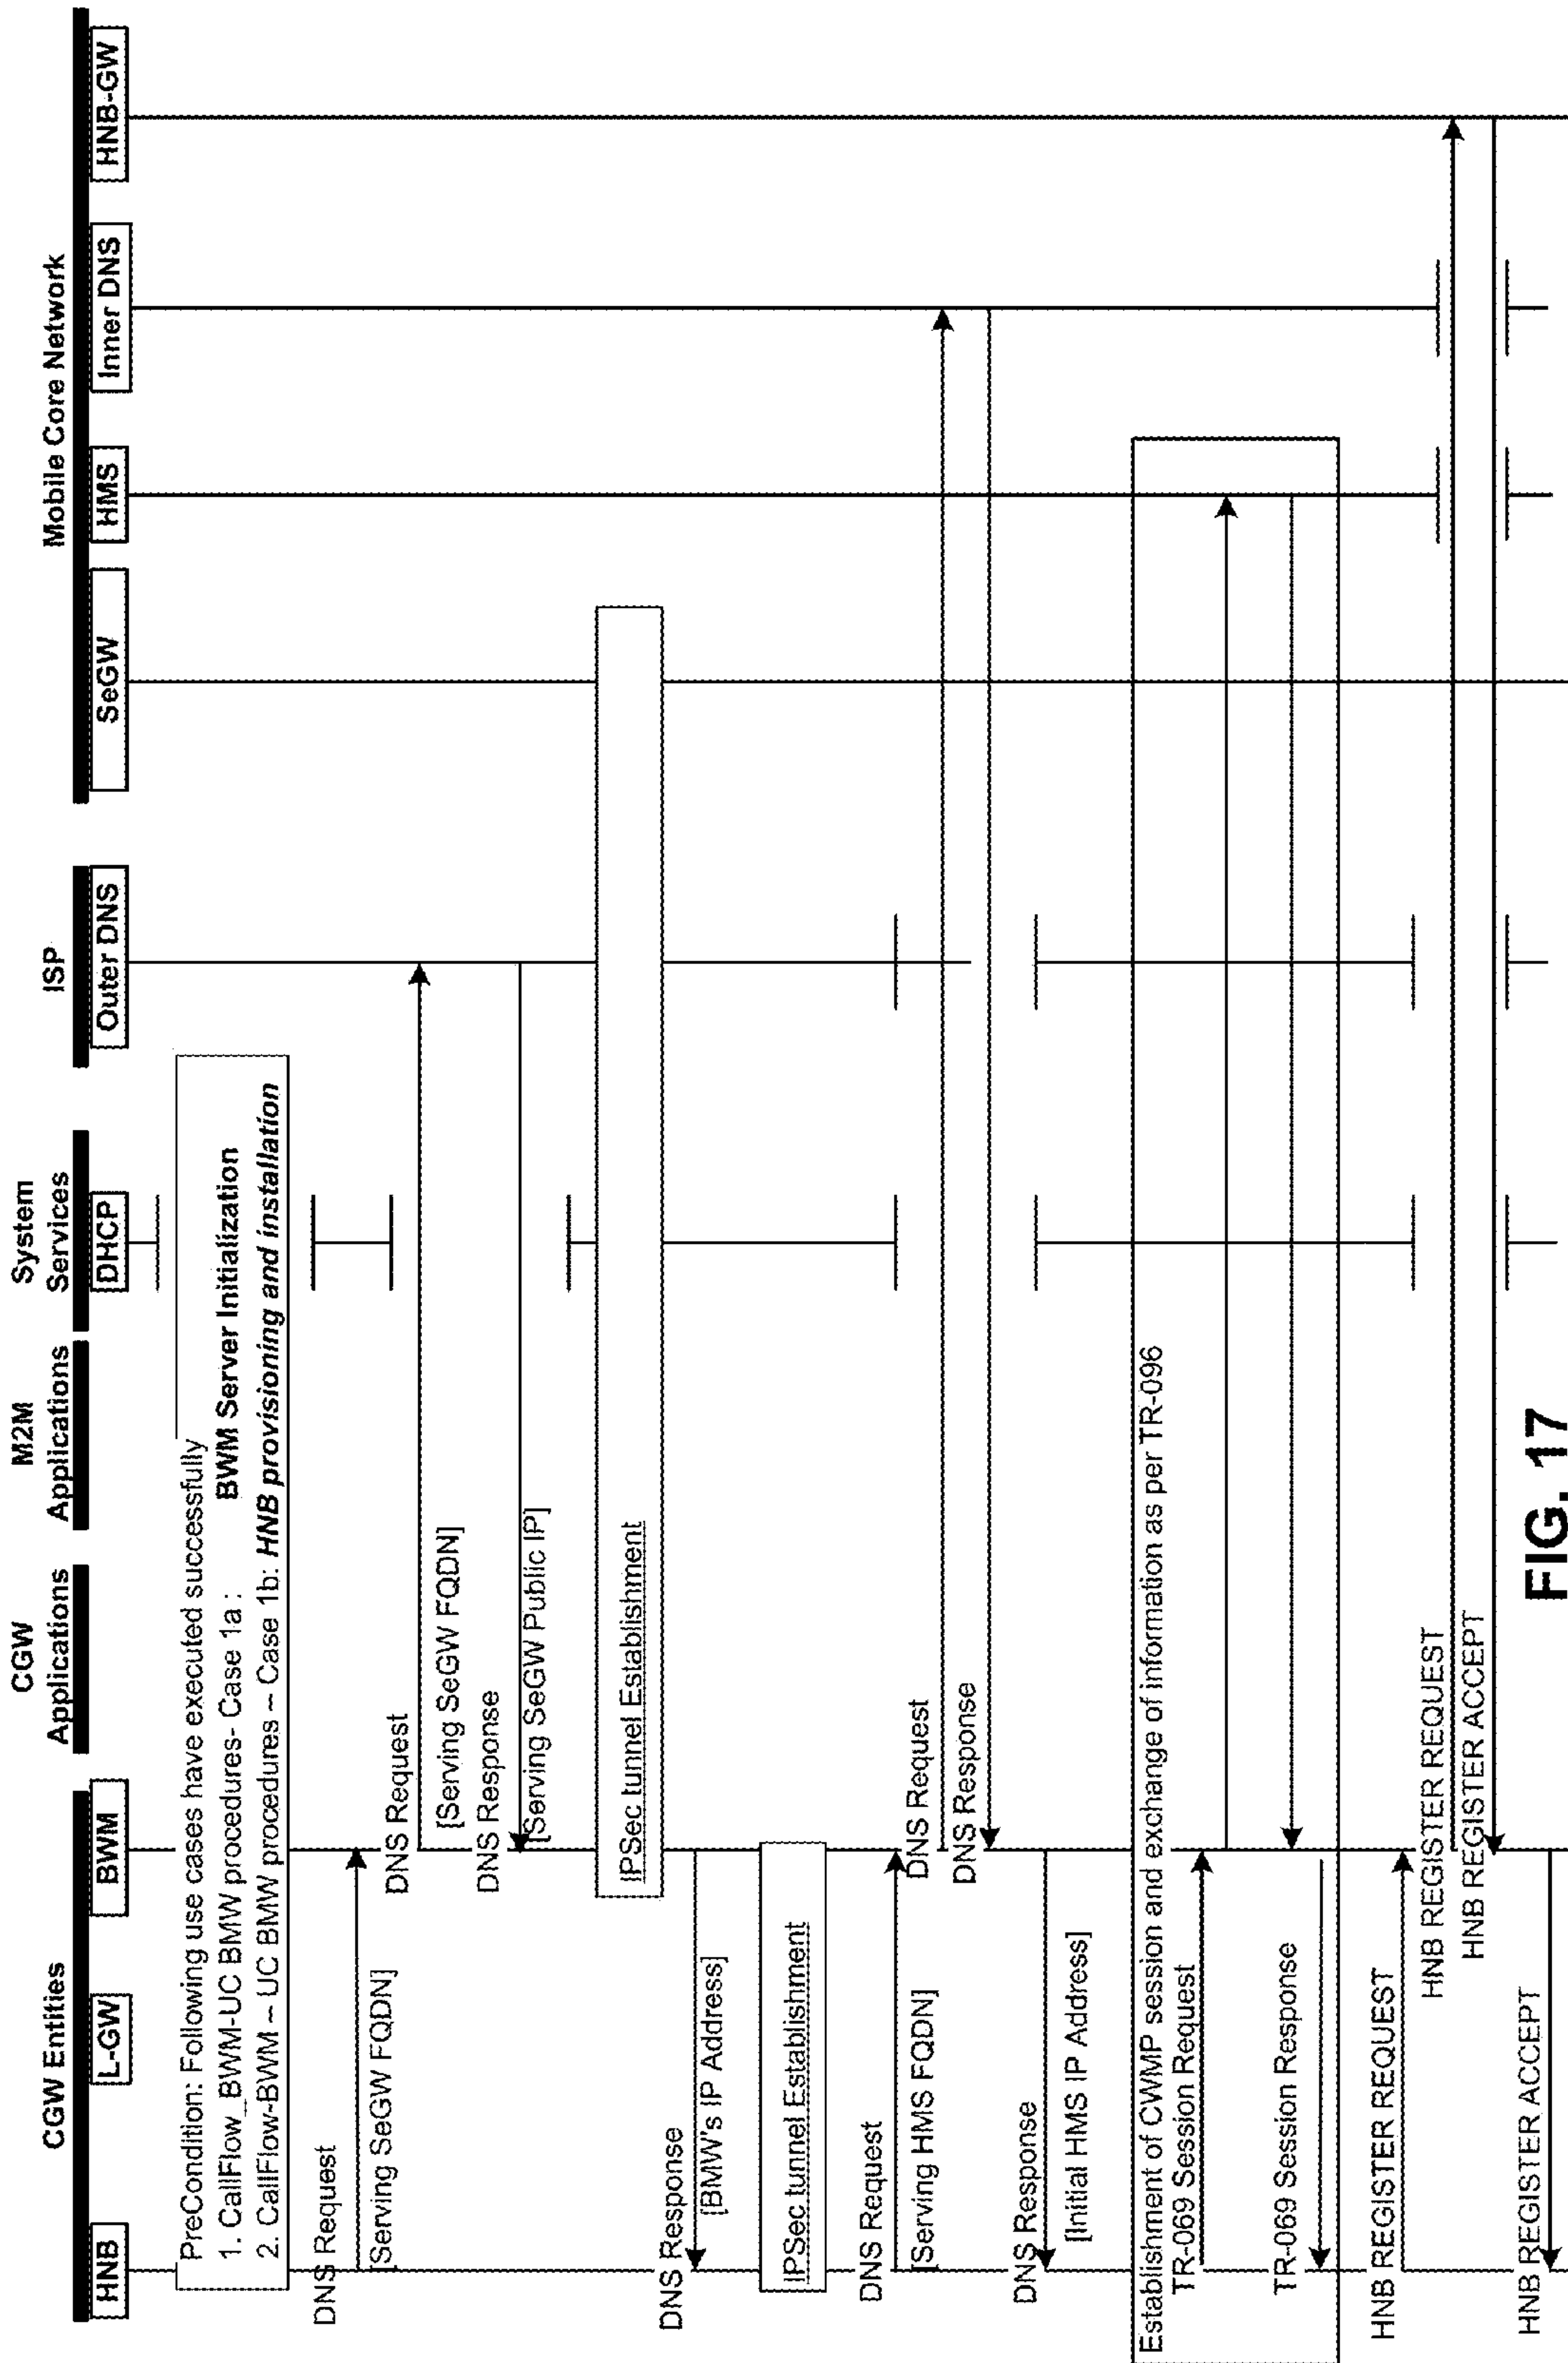 CGW Entities
CGW
Applications
M2M
Applications
System
Services
ISP
Mobile Core Network
HNB
L-GW
BWM
DHCP
Outer DNS
SeGW
HMS
Inner DNS
HNB-GW
PreCondition: Following use cases have executed successfully
1. CallFlow_BWM-UC BMW procedures- Case 1a : BWM Server Initialization
2. CallFlow-BWM – UC BMW procedures – Case 1b: HNB provisioning and installation
DNS Request
[Serving SeGW FQDN]
DNS Request
[Serving SeGW FQDN]
DNS Response
[Serving SeGW Public IP]
IPSec tunnel Establishment
DNS Response
[BMW's IP Address]
IPSec tunnel Establishment
DNS Request
[Serving HMS FQDN]
DNS Request
DNS Response
DNS Response
[Initial HMS IP Address]
Establishment of CWMP session and exchange of information as per TR-096
TR-069 Session Request
TR-069 Session Response
HNB REGISTER REQUEST
HNB REGISTER REQUEST
HNB REGISTER ACCEPT
HNB REGISTER ACCEPT
FIG. 17